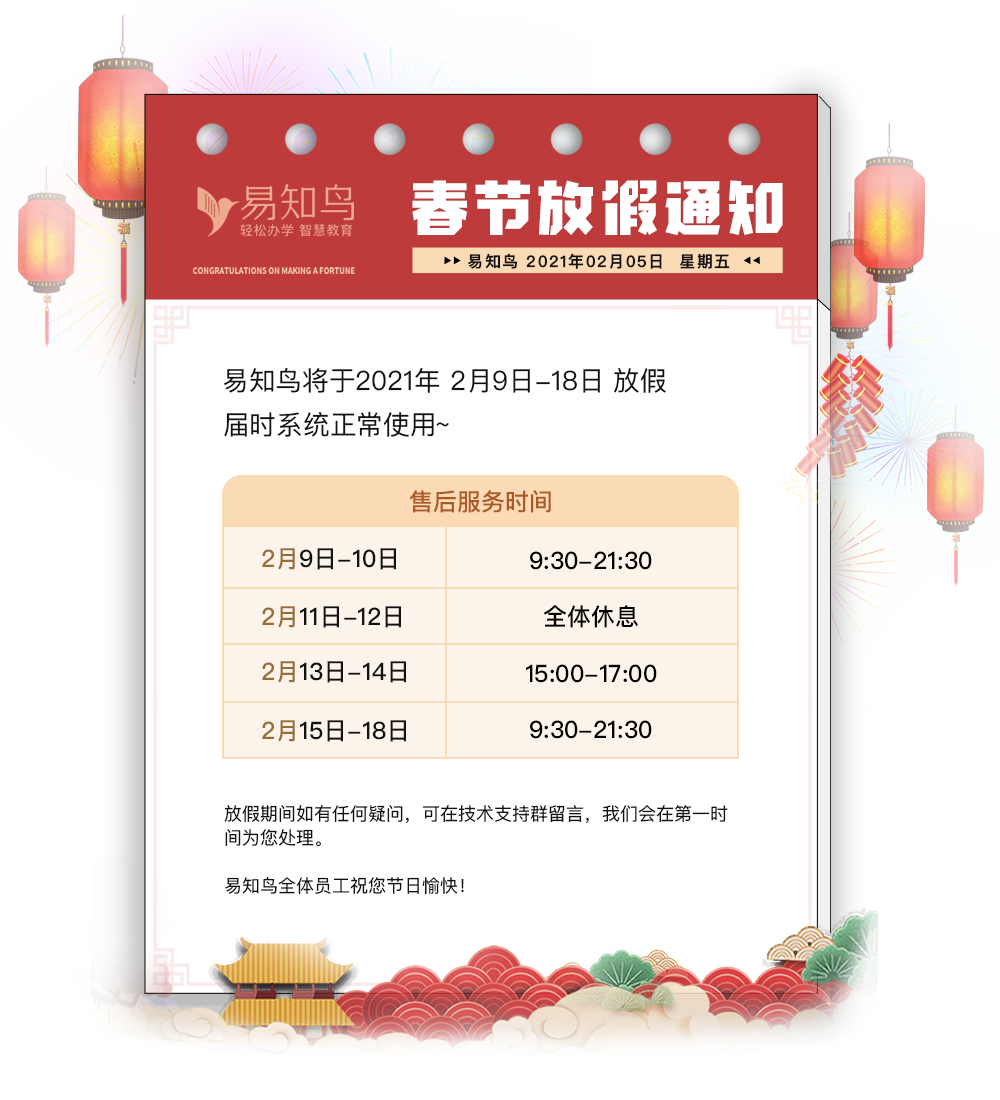 易知鸟
轻松办学 智慧教育
CONGRATULATIONS ON MAKING A FORTUNE
春节放假通知
易知鸟 2021年02月05日 星期五
易知鸟将于2021年 2月9日–18日 放假
届时系统正常使用~
售后服务时间
2月9日–10日 9:30–21:30
2月11日–12日 全体休息
2月13日–14日 15:00–17:00
2月15日–18日 9:30–21:30
放假期间如有任何疑问，可在技术支持群留言，我们会在第一时
间为您处理。
易知鸟全体员工祝您节日愉快！